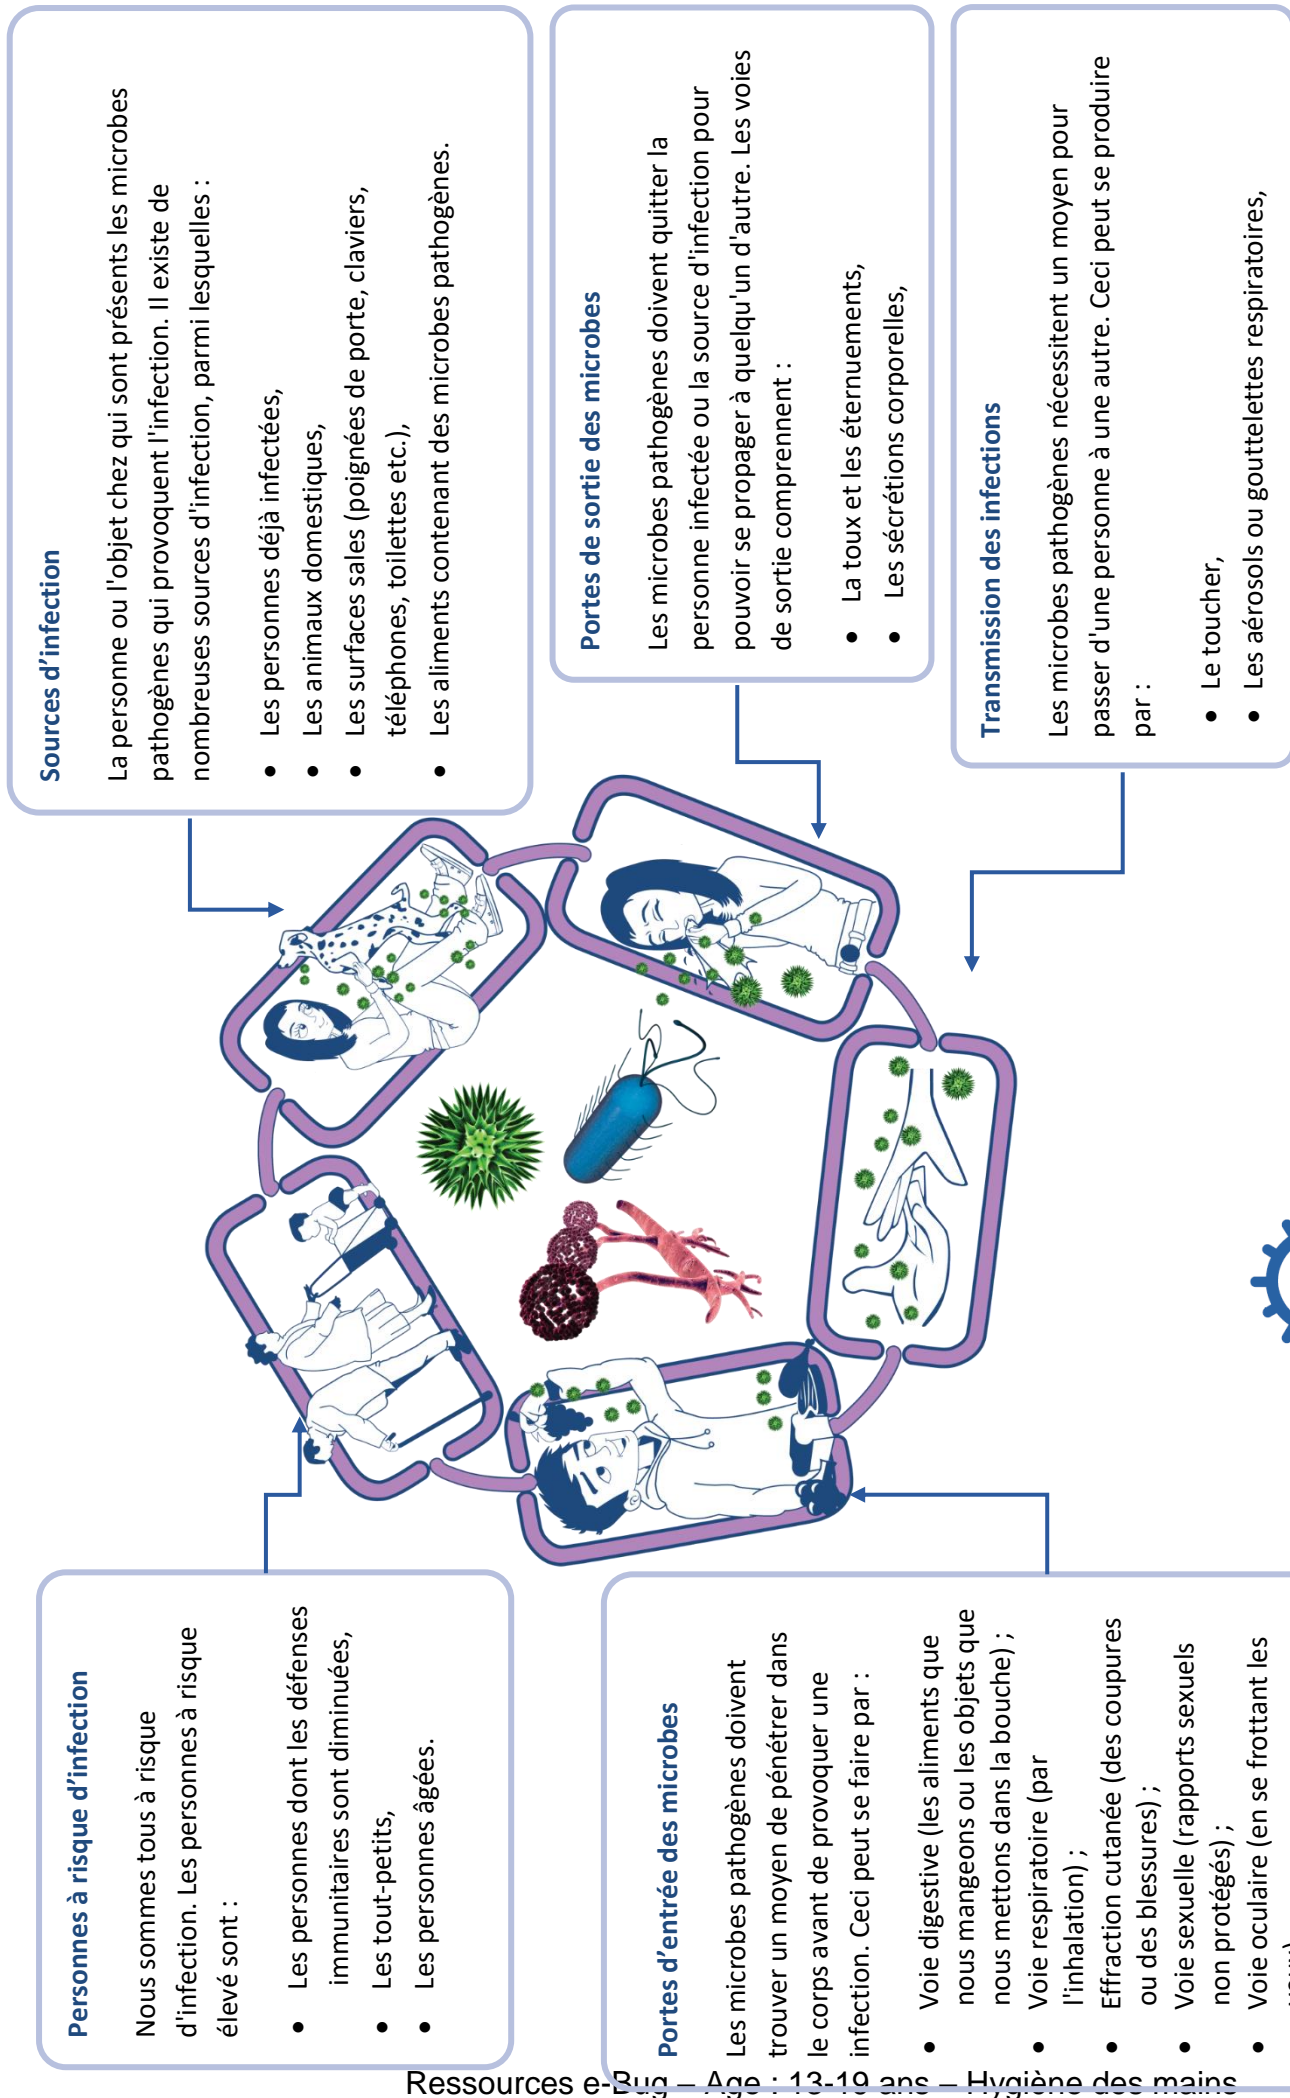 Personnes à risque d'infection
Nous sommes tous à risque
d'infection. Les personnes à risque
élevé sont :
• Les personnes dont les défenses
immunitaires sont diminuées,
• Les tout-petits,
• Les personnes âgées.
Sources d'infection
La personne ou l'objet chez qui sont présents les microbes
pathogènes qui provoquent l'infection. Il existe de
nombreuses sources d'infection, parmi lesquelles :
• Les personnes déjà infectées,
• Les animaux domestiques,
• Les surfaces sales (poignées de porte, claviers,
téléphones, toilettes etc.),
• Les aliments contenant des microbes pathogènes.
Portes de sortie des microbes
Les microbes pathogènes doivent quitter la
personne infectée ou la source d'infection pour
pouvoir se propager à quelqu'un d'autre. Les voies
de sortie comprennent :
• La toux et les éternuements,
• Les sécrétions corporelles,
Transmission des infections
Les microbes pathogènes nécessitent un moyen pour
passer d'une personne à une autre. Ceci peut se produire
par :
• Le toucher,
• Les aérosols ou gouttelettes respiratoires,
Portes d'entrée des microbes
Les microbes pathogènes doivent
trouver un moyen de pénétrer dans
le corps avant de provoquer une
infection. Ceci peut se faire par :
• Voie digestive (les aliments que
nous mangeons ou les objets que
nous mettons dans la bouche) ;
• Voie respiratoire (par
l'inhalation) ;
• Effraction cutanée (des coupures
ou des blessures) ;
• Voie sexuelle (rapports sexuels
non protégés) ;
• Voie oculaire (en se frottant les
Ressources e-Bug – Age : 13-19 ans – Hygiène des mains